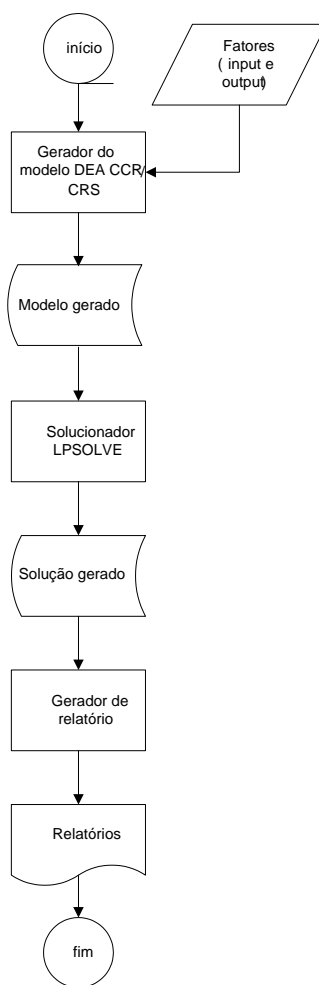 início
Fatores
( input e
output)
Gerador do
modelo DEA CCR/
CRS
Modelo gerado
Solucionador
LPSOLVE
Solução gerado
Gerador de
relatório
Relatórios
fim